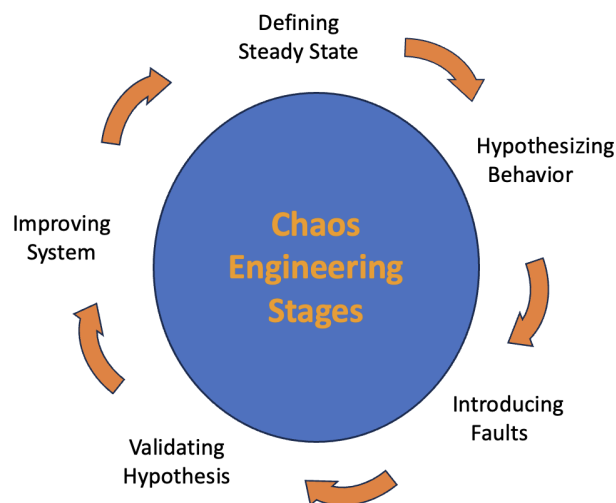 Defining
Steady State
Hypothesizing
Behavior
Introducing
Faults
Validating
Hypothesis
Improving
System
Chaos
Engineering
Stages